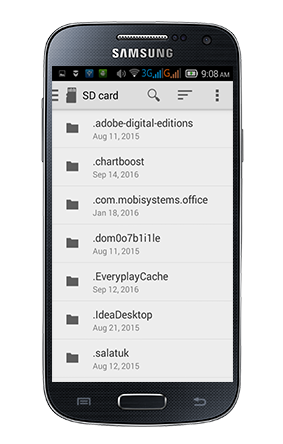 SAMSUNG
3G G 9:08 AM
SD card
.adobe-digital-editions
Aug 11, 2015
.chartboost
Sep 14, 2016
.com.mobisystems.office
Jan 18, 2016
.dom0o7b1i1le
Aug 11, 2015
.EveryplayCache
Sep 12, 2016
.IdeaDesktop
Aug 21, 2015
.salatuk
Aug 12, 2015